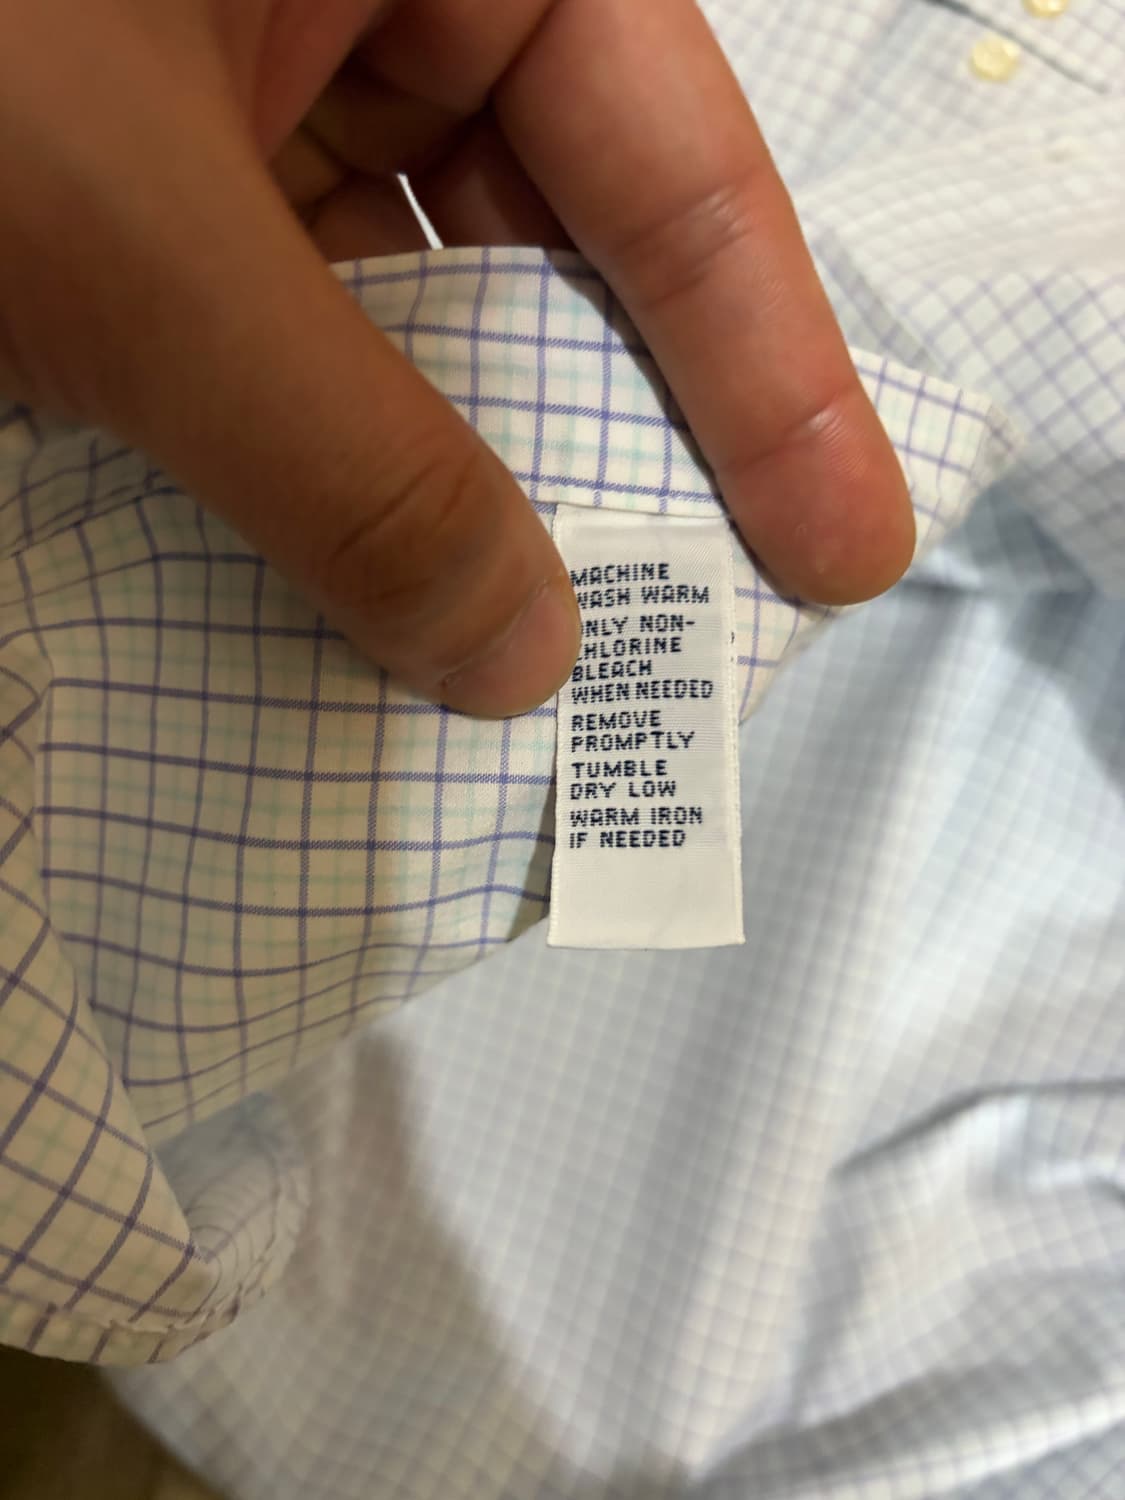 MACHINE
WASH WARM
ONLY NON-
CHLORINE
BLEACH
WHEN NEEDED
REMOVE
PROMPTLY
TUMBLE
DRY LOW
WARM IRON
IF NEEDED